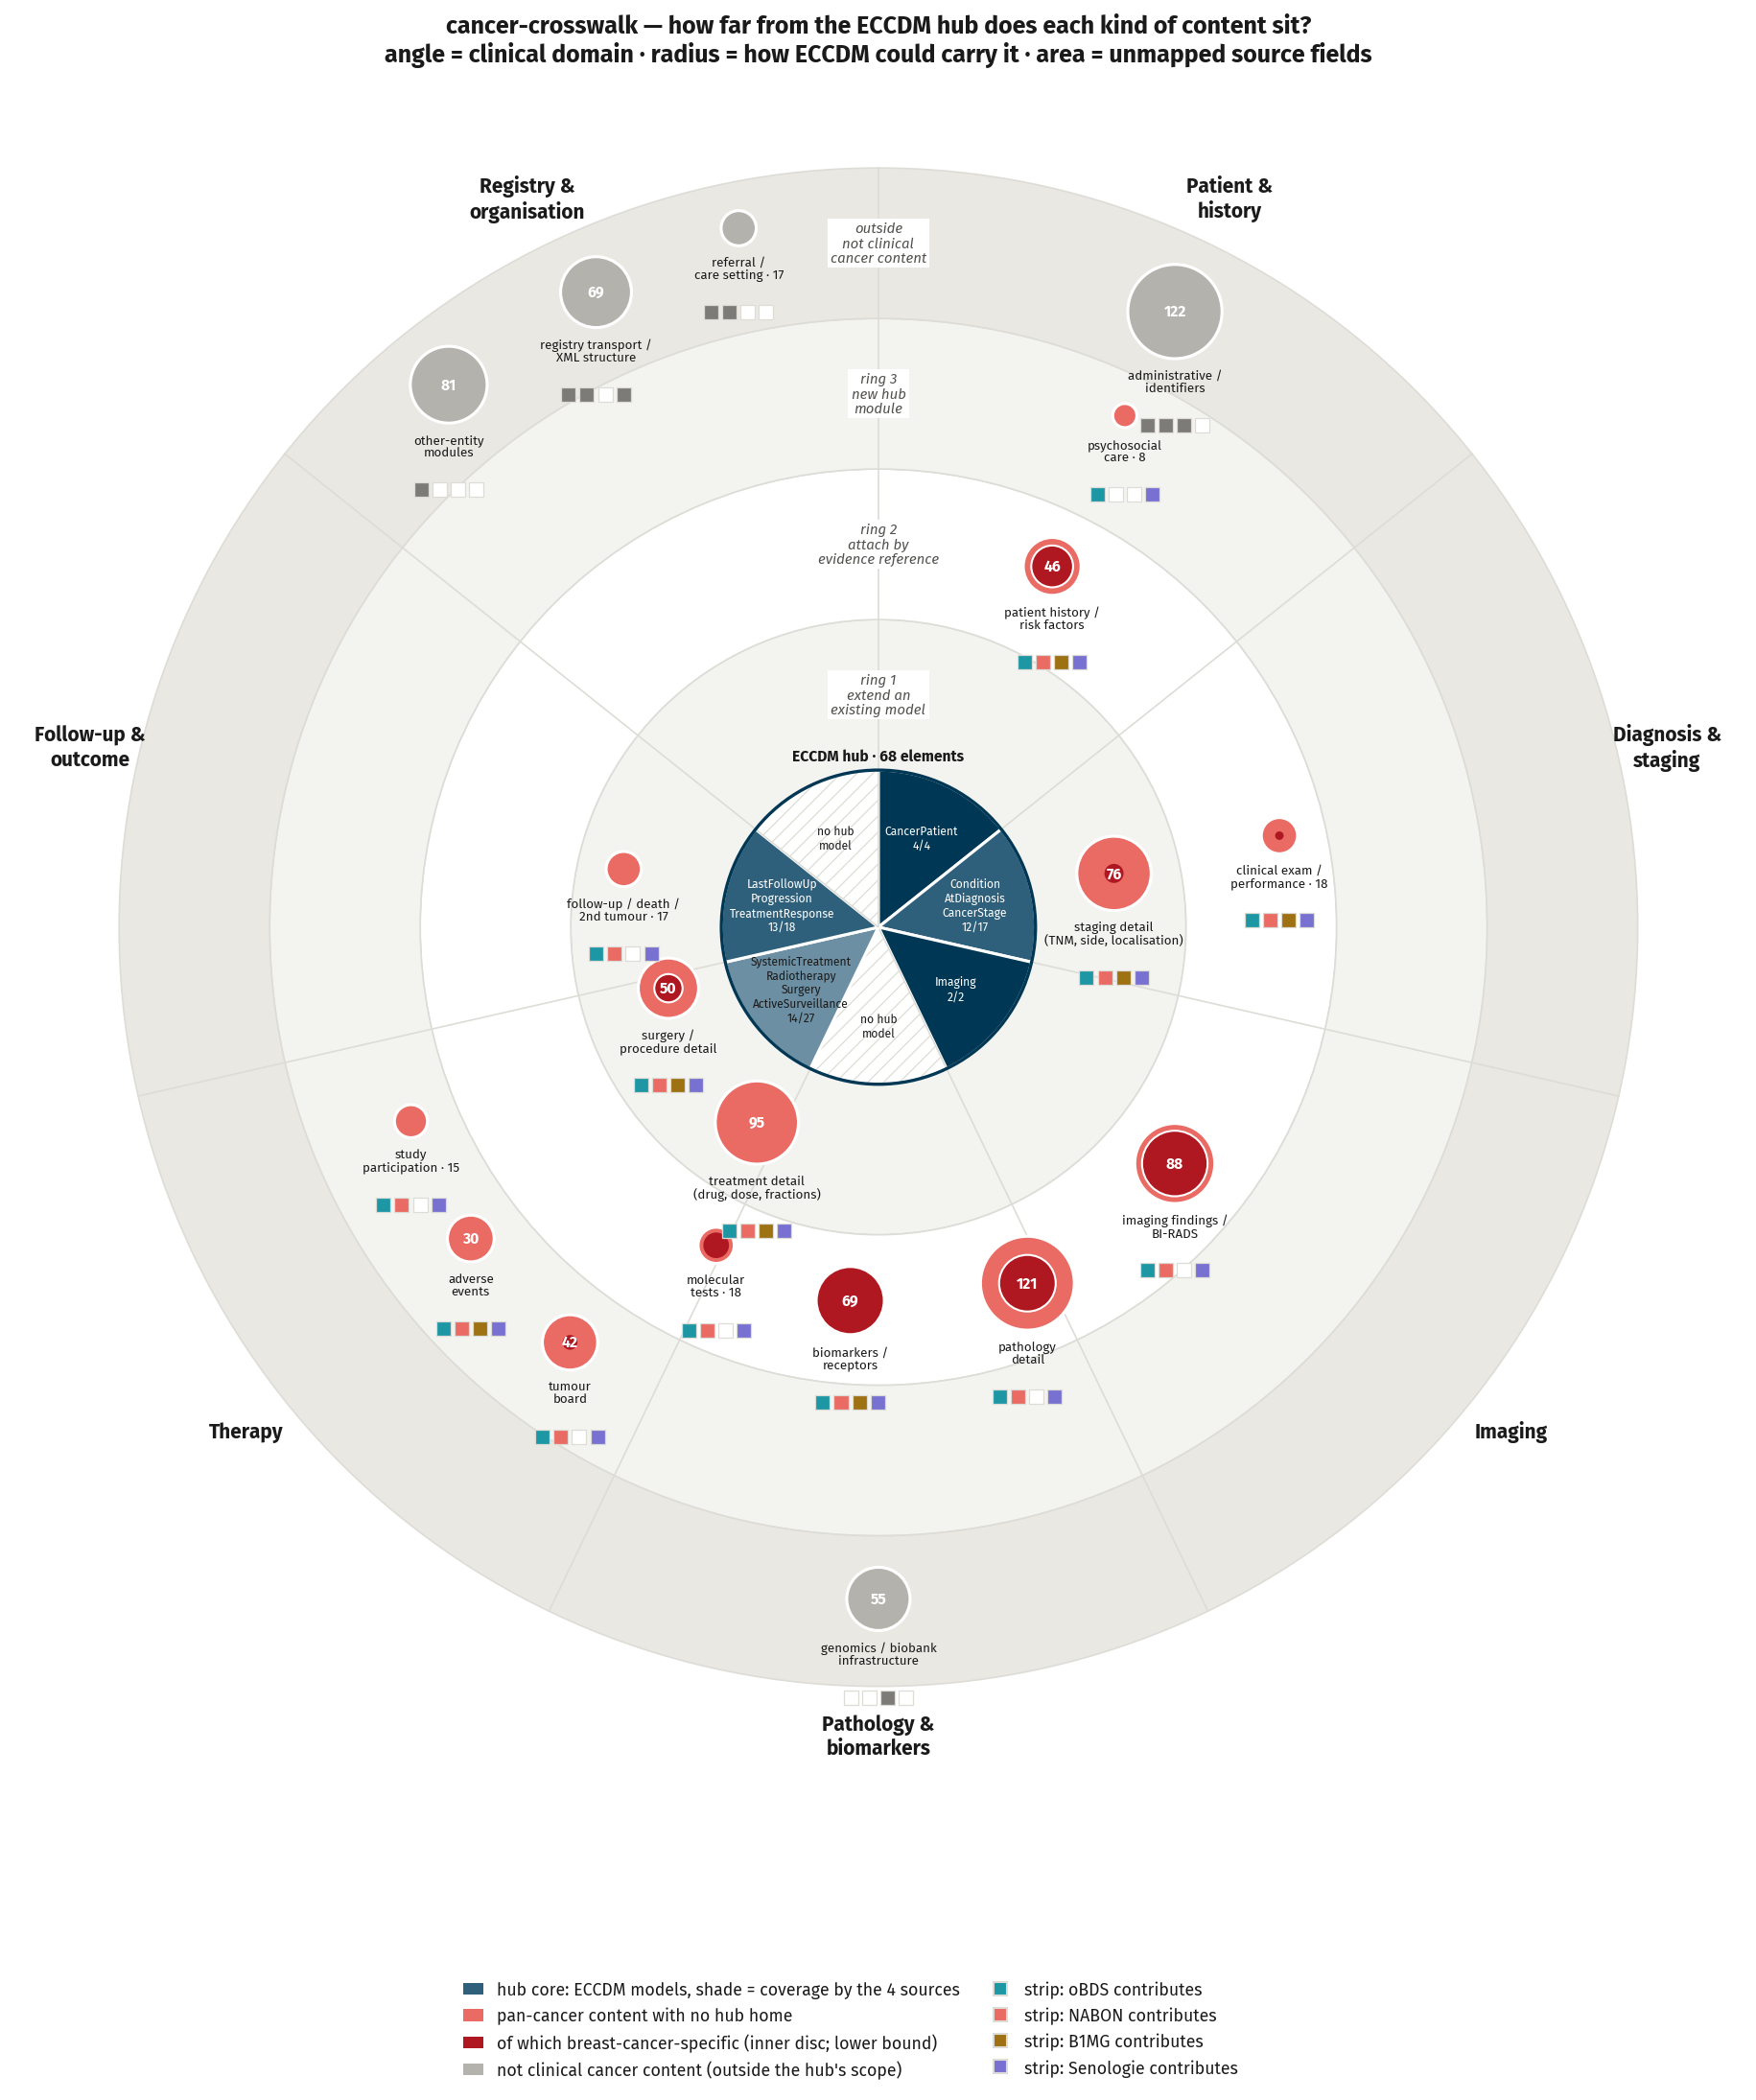 cancer-crosswalk — how far from the ECCDM hub does each kind of content sit?
angle = clinical domain · radius = how ECCDM could carry it · area = unmapped source fields
Registry &
organisation
Patient &
history
referral /
care setting · 17
outside
not clinical
cancer content
69
registry transport /
XML structure
122
administrative /
identifiers
81
other-entity
modules
ring 3
new hub
module
psychosocial
care · 8
ring 2
attach by
evidence reference
46
patient history /
risk factors
ring 1
extend an
existing model
Follow-up &
outcome
Diagnosis &
staging
ECCDM hub · 68 elements
no hub
model
CancerPatient
4/4
LastFollowUp
Progression
TreatmentResponse
13/18
Condition
AtDiagnosis
CancerStage
12/17
SystemicTreatment
Radiotherapy
Surgery
ActiveSurveillance
14/27
Imaging
2/2
no hub
model
follow-up / death /
2nd tumour · 17
76
staging detail
(TNM, side, localisation)
clinical exam /
performance · 18
50
surgery /
procedure detail
95
treatment detail
(drug, dose, fractions)
study
participation · 15
88
imaging findings /
BI-RADS
30
adverse
events
molecular
tests · 18
69
biomarkers /
receptors
121
pathology
detail
42
tumour
board
Therapy
Imaging
55
genomics / biobank
infrastructure
Pathology &
biomarkers
hub core: ECCDM models, shade = coverage by the 4 sources
pan-cancer content with no hub home
of which breast-cancer-specific (inner disc; lower bound)
not clinical cancer content (outside the hub's scope)
strip: oBDS contributes
strip: NABON contributes
strip: B1MG contributes
strip: Senologie contributes